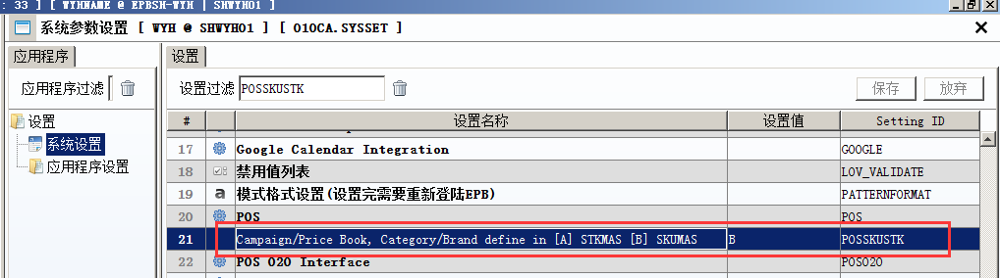 : 33 ] [ WYHNAME @ EPBSH-WYH | SHWYH01 ]
系统参数设置 [ WYH @ SHWYH01 ] [ 010CA.SYSSET ]
应用程序
设置
应用程序过滤
设置过滤 POSSKUSTK
保存 放弃
设置
系统设置
应用程序设置
# 设置名称 设置值 Setting ID
17 Google Calendar Integration GOOGLE
18 禁用值列表 LOV_VALIDATE
19 a 模式格式设置(设置完需要重新登陆EPB) PATTERNFORMAT
20 POS POS
21 Campaign/Price Book, Category/Brand define in [A] STKMAS [B] SKUMAS B POSSKUSTK
22 POS O2O Interface POSO2O